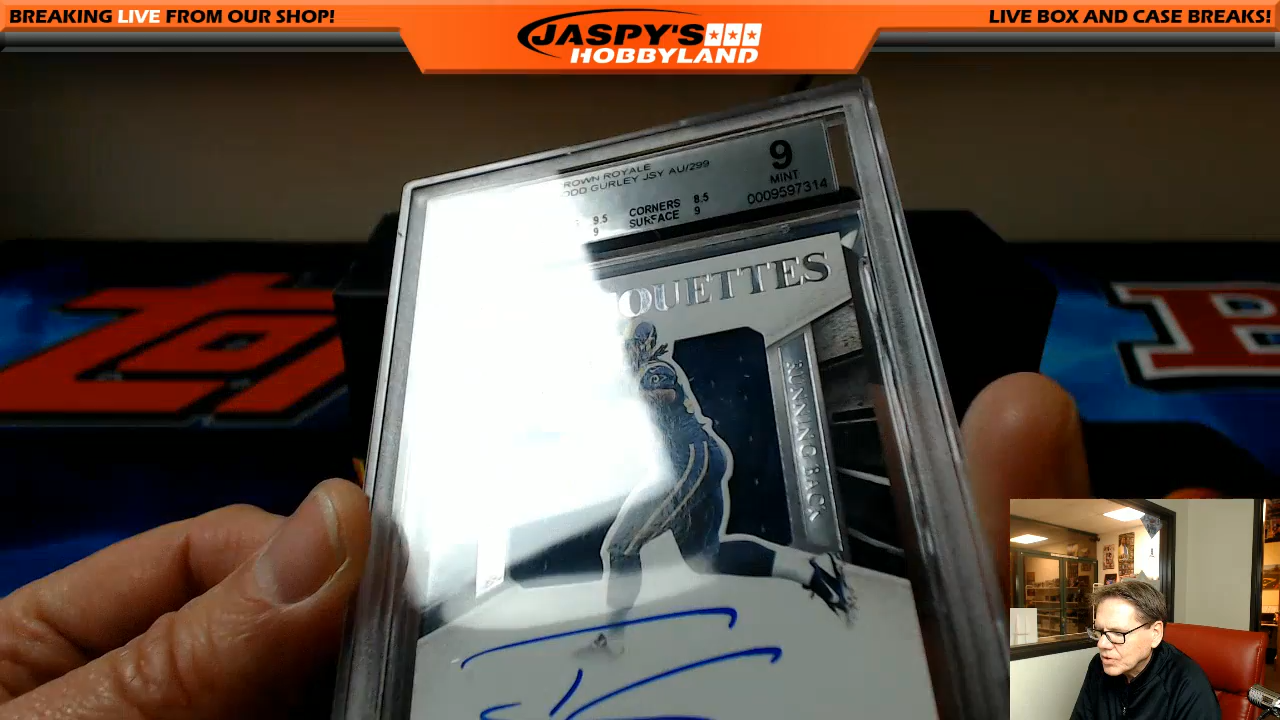 BREAKING LIVE FROM OUR SHOP!
JASPY'S
HOBBYLAND
LIVE BOX AND CASE BREAKS!
ROWN ROYALE
ODD GURLEY JSY AU/299
9.5 CORNERS 8.5
9 SURFACE 9
9
MINT
0009597314
OUETTES
RUNNING BACK